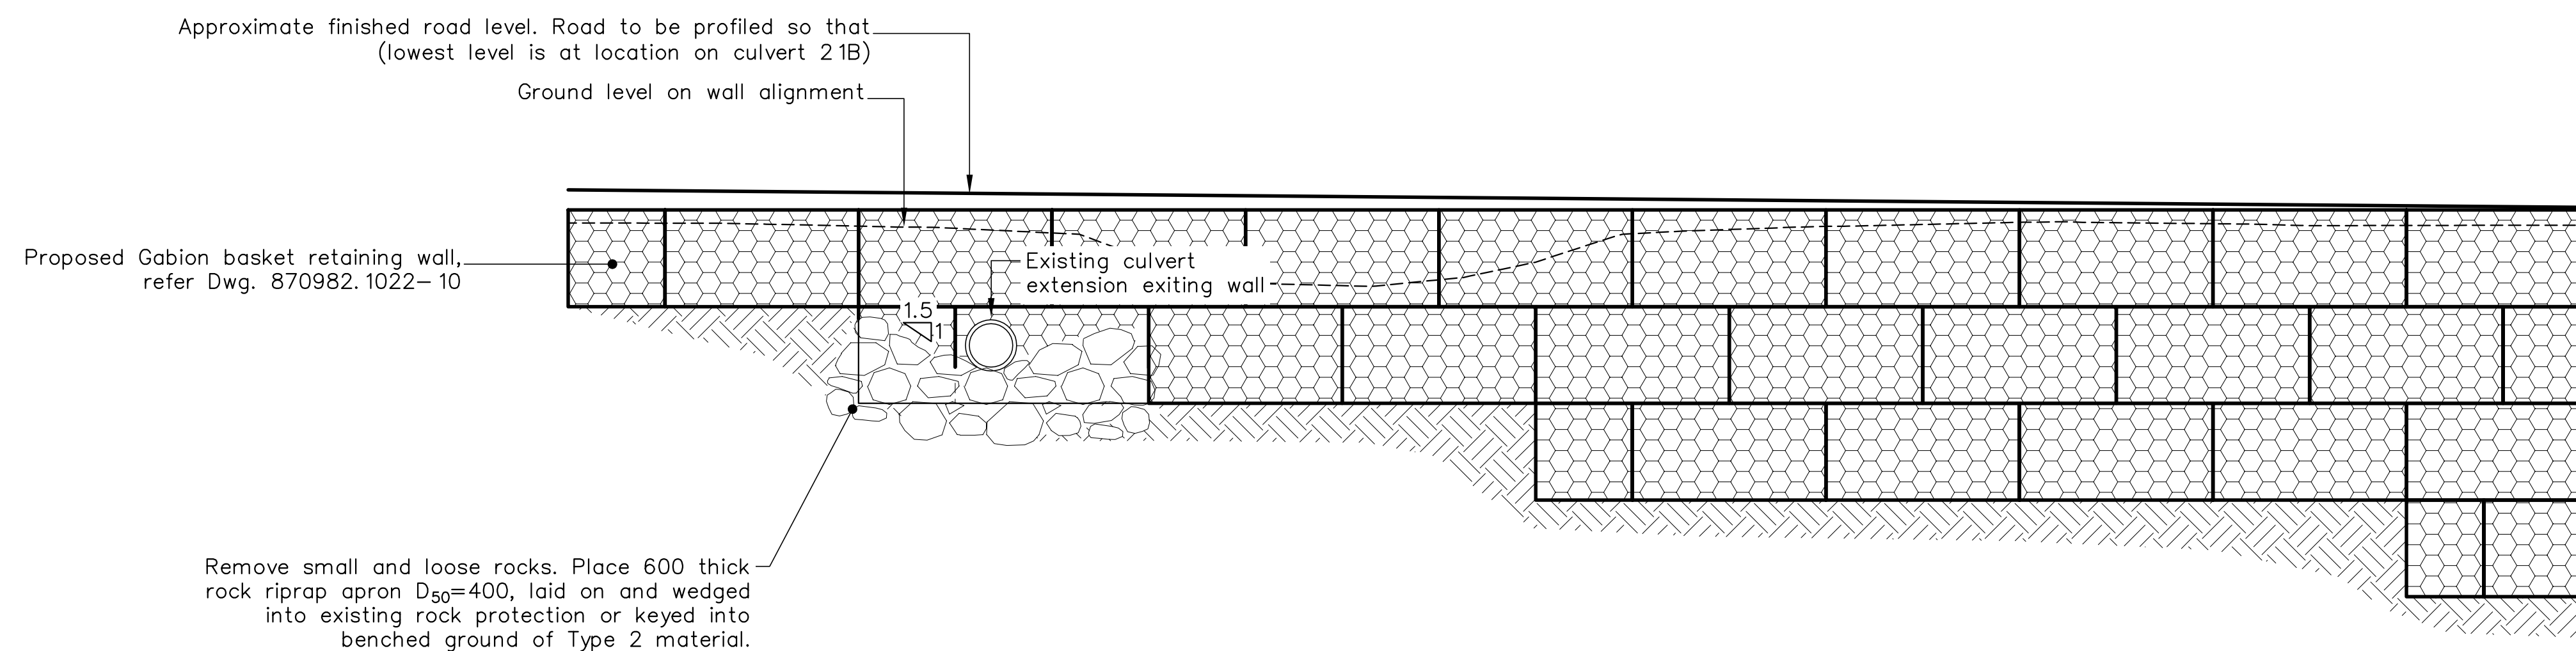 Approximate finished road level. Road to be profiled so that
(lowest level is at location on culvert 21B)
Ground level on wall alignment
Proposed Gabion basket retaining wall,
refer Dwg. 870982.1022-10
Existing culvert
extension exiting wall
1.5
1
Remove small and loose rocks. Place 600 thick
rock riprap apron D50=400, laid on and wedged
into existing rock protection or keyed into
benched ground of Type 2 material.